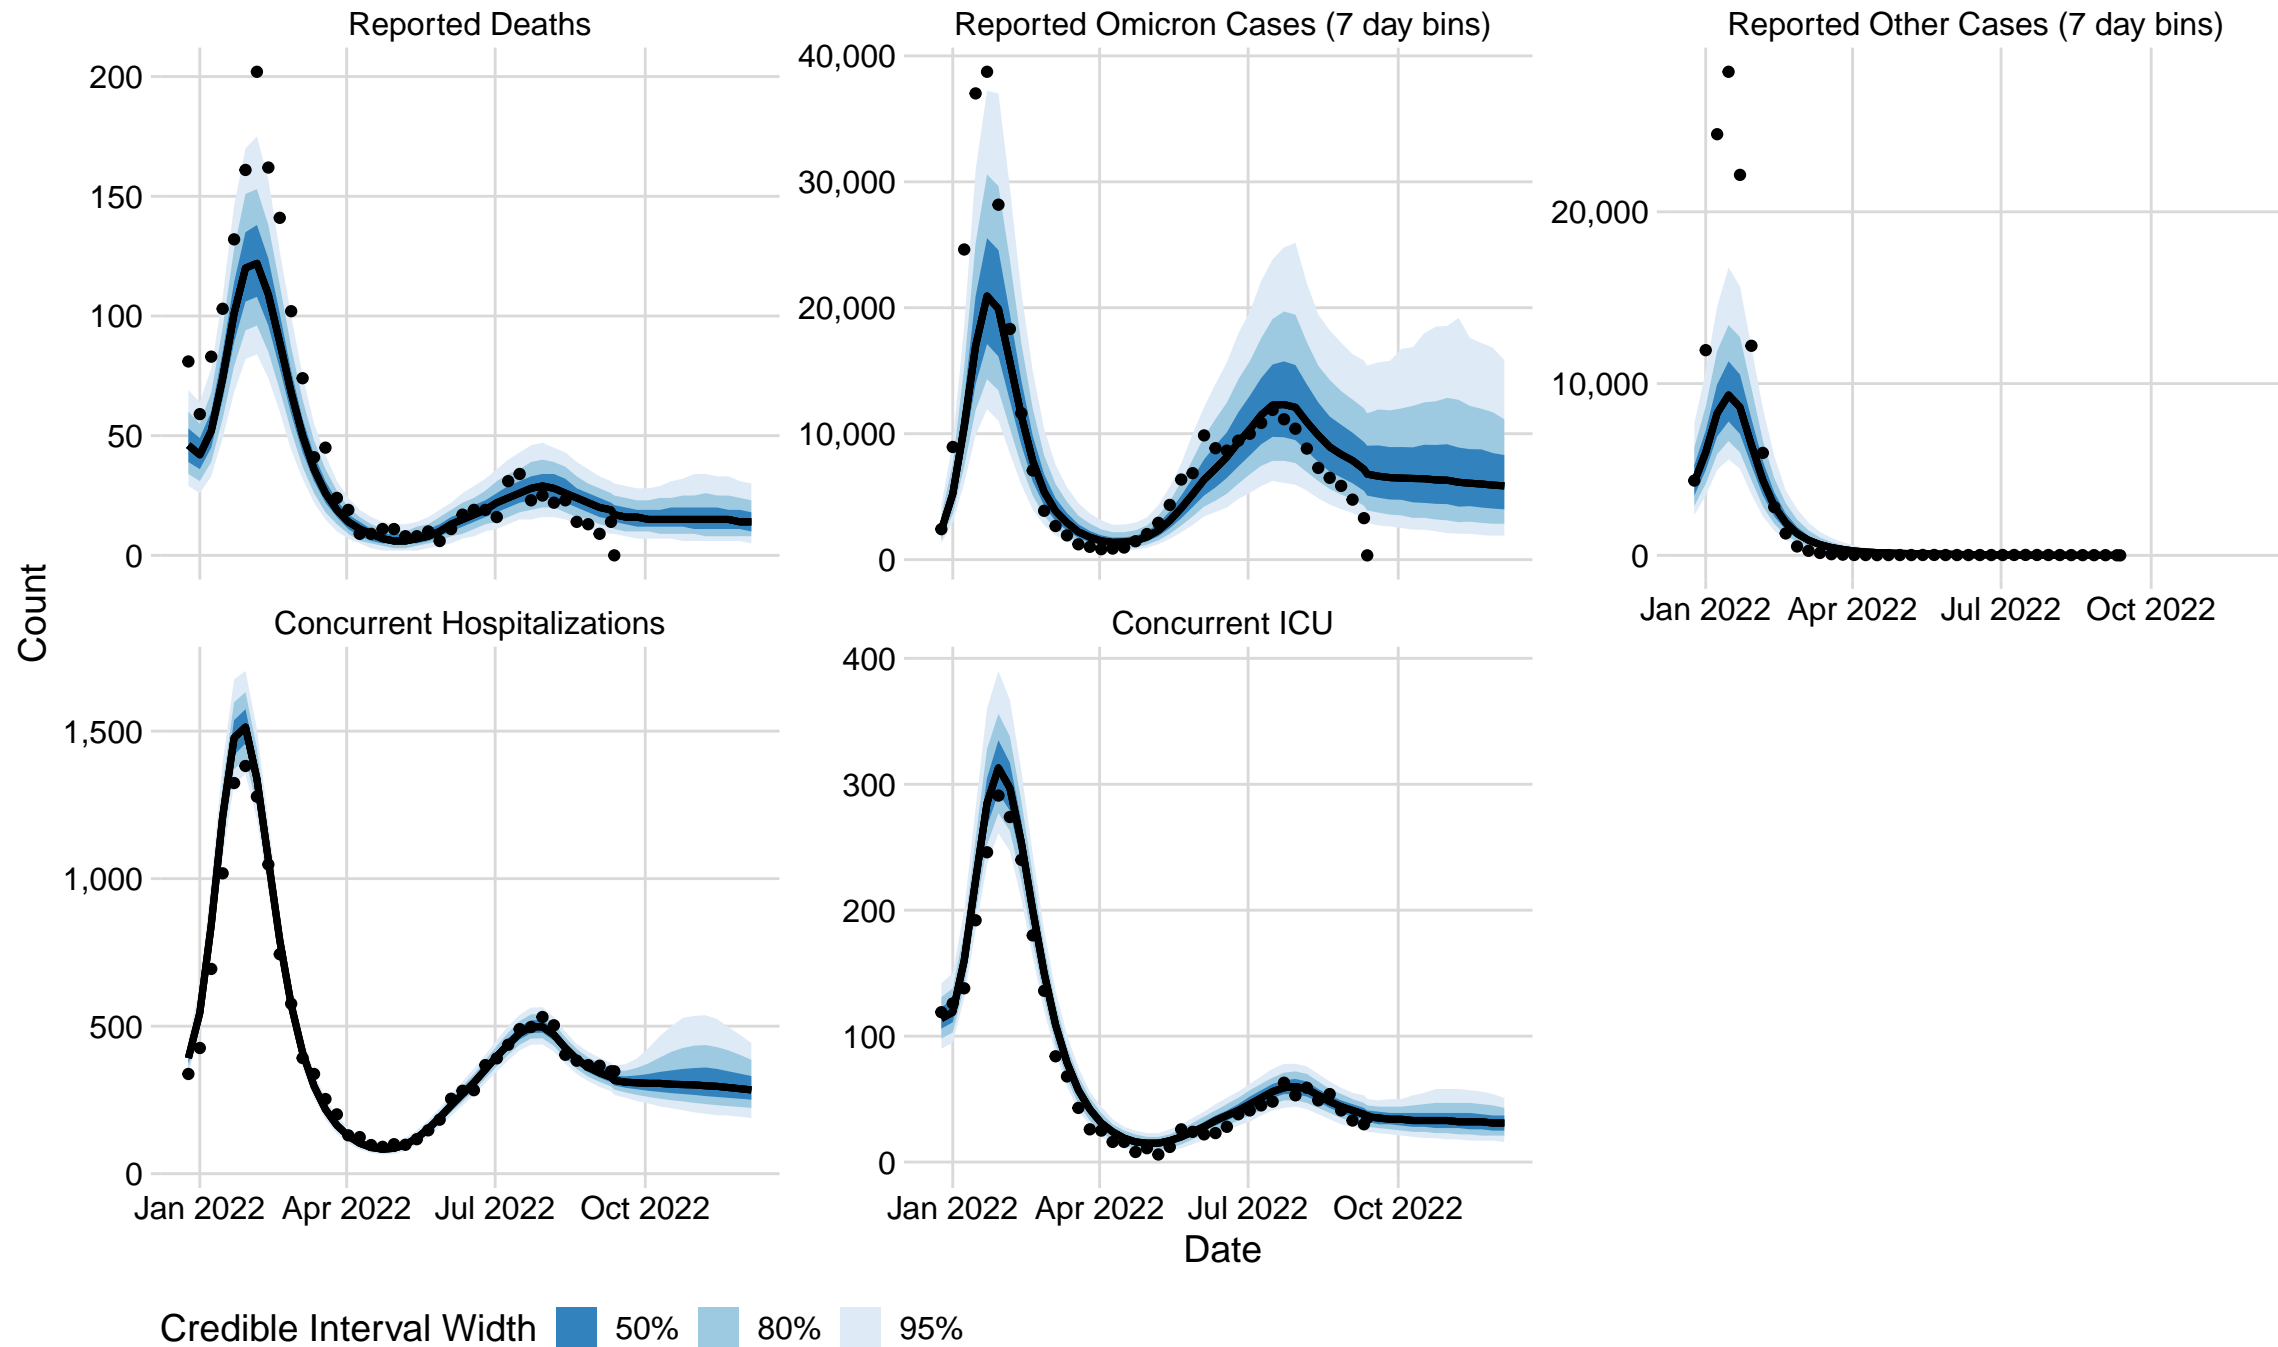 Reported Deaths
Reported Omicron Cases (7 day bins)
Reported Other Cases (7 day bins)
200
150
100
50
0
40,000
30,000
20,000
10,000
0
20,000
10,000
0
Jan 2022 Apr 2022 Jul 2022 Oct 2022
Count
Concurrent Hospitalizations
Concurrent ICU
1,500
1,000
500
0
400
300
200
100
0
Jan 2022 Apr 2022 Jul 2022 Oct 2022
Jan 2022 Apr 2022 Jul 2022 Oct 2022
Date
Credible Interval Width 50% 80% 95%